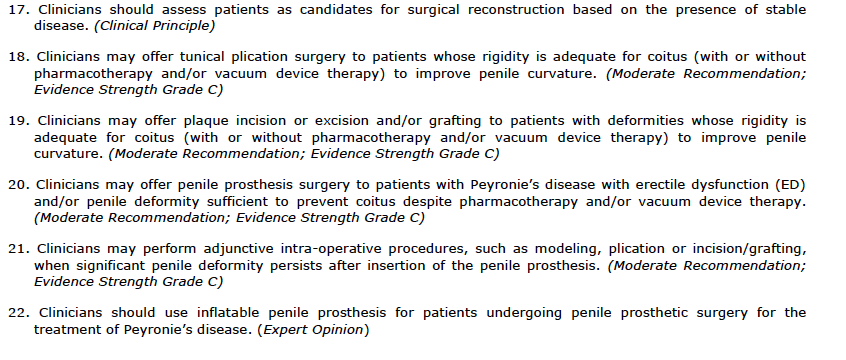 17. Clinicians should assess patients as candidates for surgical reconstruction based on the presence of stable
disease. (Clinical Principle)
18. Clinicians may offer tunical plication surgery to patients whose rigidity is adequate for coitus (with or without
pharmacotherapy and/or vacuum device therapy) to improve penile curvature. (Moderate Recommendation;
Evidence Strength Grade C)
19. Clinicians may offer plaque incision or excision and/or grafting to patients with deformities whose rigidity is
adequate for coitus (with or without pharmacotherapy and/or vacuum device therapy) to improve penile
curvature. (Moderate Recommendation; Evidence Strength Grade C)
20. Clinicians may offer penile prosthesis surgery to patients with Peyronie’s disease with erectile dysfunction (ED)
and/or penile deformity sufficient to prevent coitus despite pharmacotherapy and/or vacuum device therapy.
(Moderate Recommendation; Evidence Strength Grade C)
21. Clinicians may perform adjunctive intra-operative procedures, such as modeling, plication or incision/grafting,
when significant penile deformity persists after insertion of the penile prosthesis. (Moderate Recommendation;
Evidence Strength Grade C)
22. Clinicians should use inflatable penile prosthesis for patients undergoing penile prosthetic surgery for the
treatment of Peyronie’s disease. (Expert Opinion)